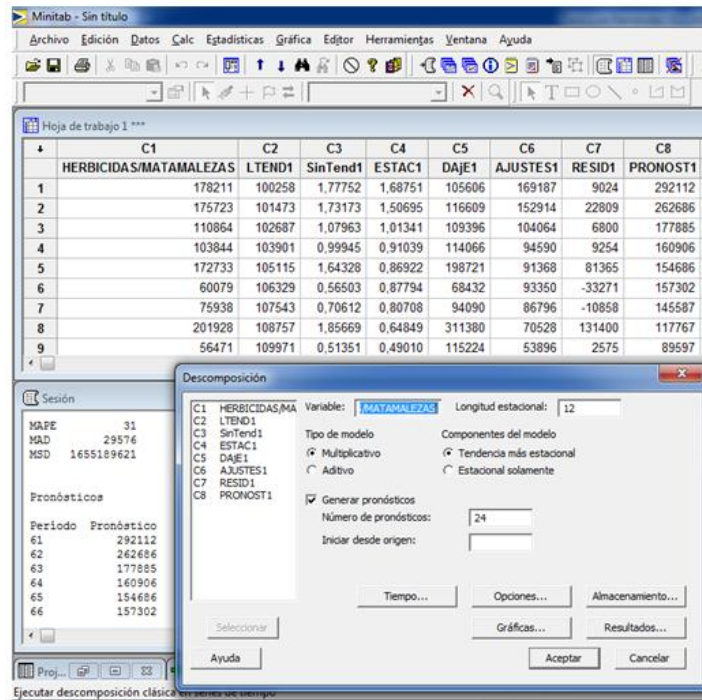 Minitab - Sin título
Archivo Edición Datos Calc Estadísticas Gráfica Editor Herramientas Ventana Ayuda
Hoja de trabajo 1 ***
C1 C2 C3 C4 C5 C6 C7 C8
HERBICIDAS/MATAMALEZAS LTEND1 SinTend1 ESTAC1 DAjE1 AJUSTES1 RESID1 PRONOST1
1 178211 100258 1,77752 1,68751 105606 169187 9024 292112
2 175723 101473 1,73173 1,50695 116609 152914 22809 262686
3 110864 102687 1,07963 1,01341 109396 104064 6800 177885
4 103844 103901 0,99945 0,91039 114066 94590 9254 160906
5 172733 105115 1,64328 0,86922 198721 91368 81365 154686
6 60079 106329 0,56503 0,87794 68432 93350 -33271 157302
7 75938 107543 0,70612 0,80708 94090 86796 -10858 145587
8 201928 108757 1,85669 0,64849 311380 70528 131400 117767
9 56471 109971 0,51351 0,49010 115224 53896 2575 89597
Sesión
MAPE 31
MAD 29576
MSD 1655189621
Pronósticos
Período Pronóstico
61 292112
62 262686
63 177885
64 160906
65 154686
66 157302
Proj...
Ejecutar descomposición clásica en series de tiempo
Descomposición
C1 HERBICIDAS/MA
C2 LTEND1
C3 SinTend1
C4 ESTAC1
C5 DAjE1
C6 AJUSTES1
C7 RESID1
C8 PRONOST1
Variable: /MATAMALEZAS Longitud estacional: 12
Tipo de modelo
Multiplicativo
Aditivo
Componentes del modelo
Tendencia más estacional
Estacional solamente
Generar pronósticos
Número de pronósticos: 24
Iniciar desde origen:
Tiempo... Opciones... Almacenamiento...
Seleccionar Gráficas... Resultados...
Ayuda Aceptar Cancelar